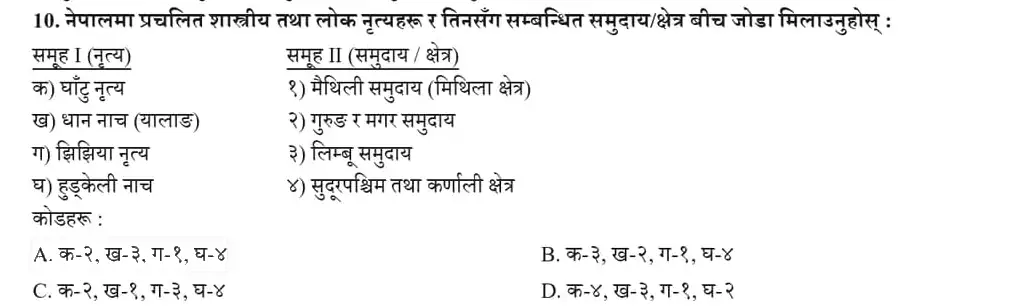 10. नेपालमा प्रचलित शास्त्रीय तथा लोक नृत्यहरू र तिनसँग सम्बन्धित समुदाय/क्षेत्र बीच जोडा मिलाउनुहोस् :
समूह I (नृत्य) समूह II (समुदाय / क्षेत्र)
क) घाँटु नृत्य १) मैथिली समुदाय (मिथिला क्षेत्र)
ख) धान नाच (यालाङ) २) गुरुङ र मगर समुदाय
ग) झिझिया नृत्य ३) लिम्बू समुदाय
घ) हुड्केली नाच ४) सुदूरपश्चिम तथा कर्णाली क्षेत्र
कोडहरू :
A. क-२, ख-३, ग-१, घ-४ B. क-३, ख-२, ग-१, घ-४
C. क-२, ख-१, ग-३, घ-४ D. क-४, ख-३, ग-१, घ-२